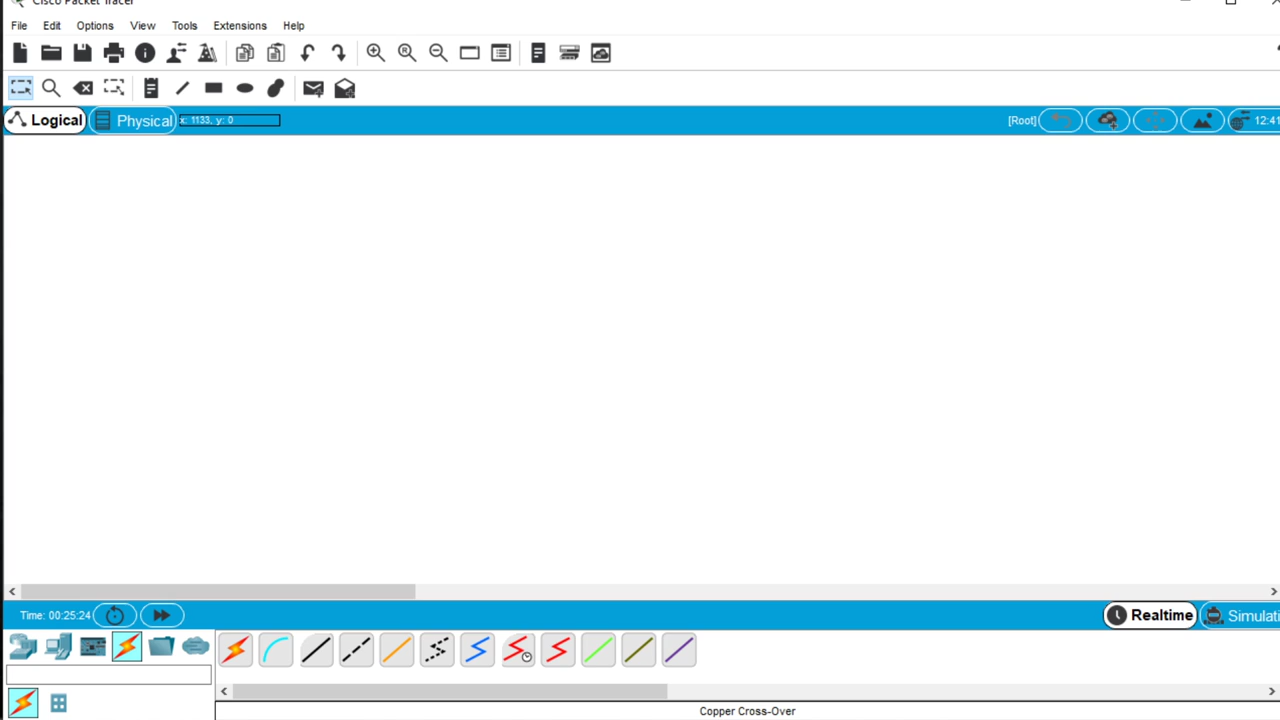 Cisco Packet Tracer
File Edit Options View Tools Extensions Help
Logical Physical x: 1133, y: 0 [Root] 12:41
Time: 00:25:24 Realtime Simulati
Copper Cross-Over